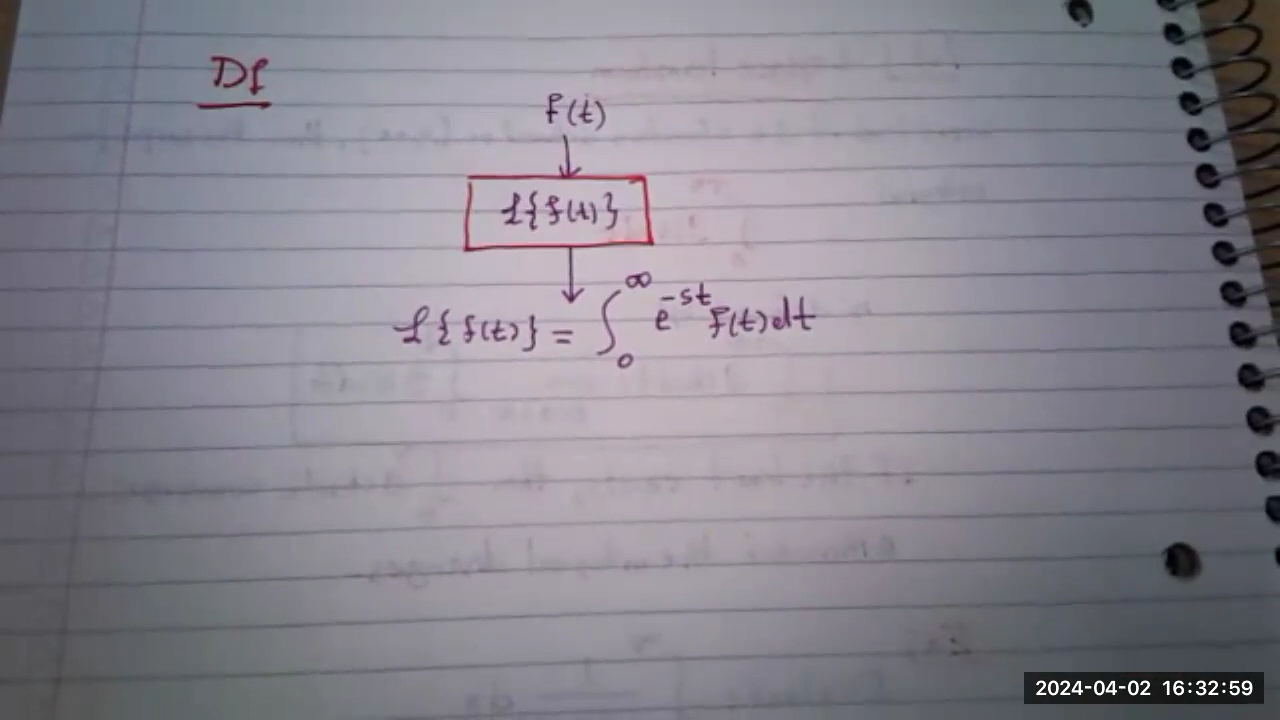 Df
f(t)
ℒ{f(t)}
ℒ{f(t)} = ∫₀^∞ e^{-st} f(t) dt
2024-04-02 16:32:59